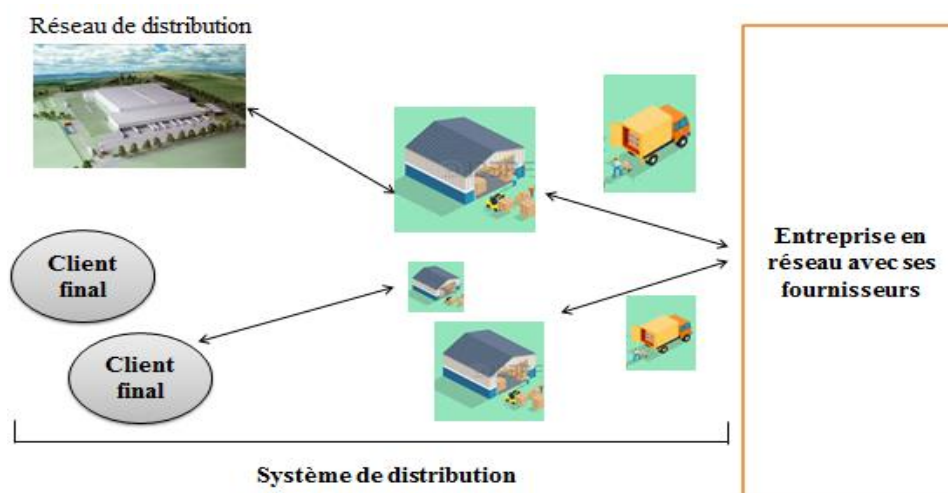 Réseau de distribution
Client
final
Client
final
Entreprise en
réseau avec ses
fournisseurs
Système de distribution